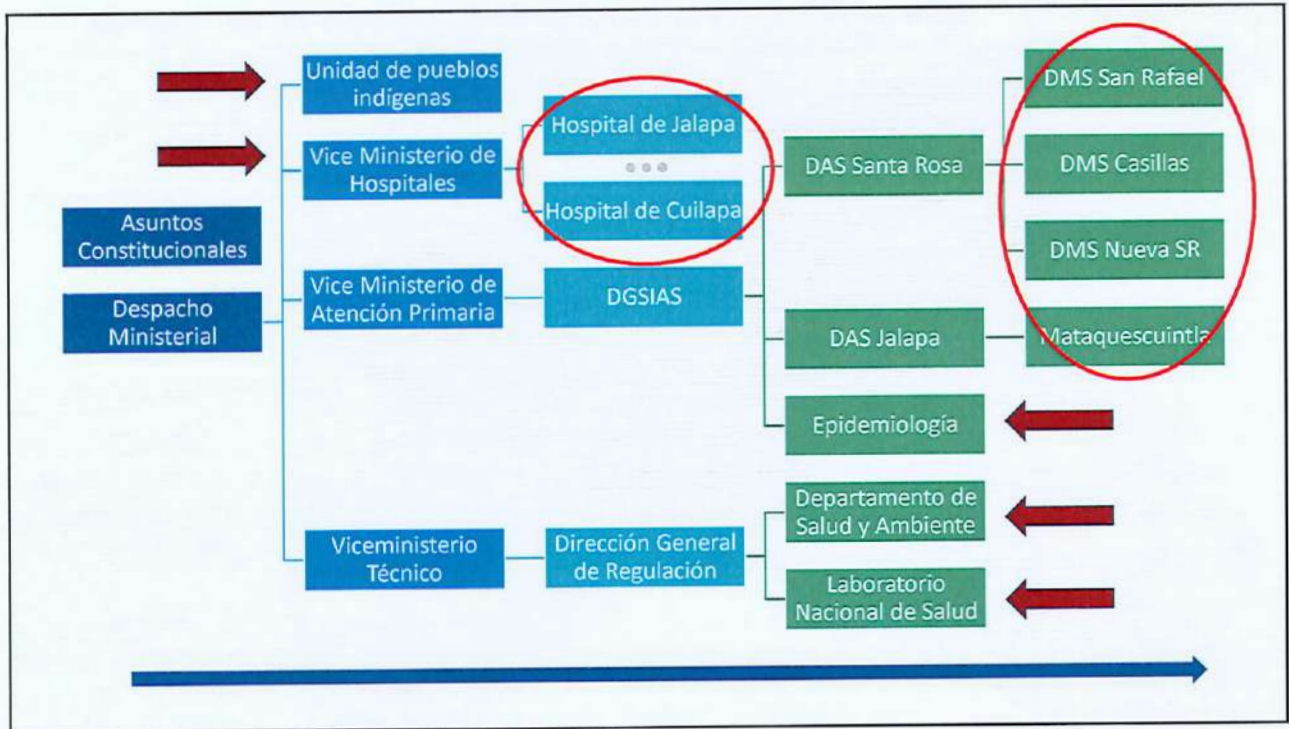 Unidad de pueblos
indígenas
Vice Ministerio de
Hospitales
Asuntos
Constitucionales
Despacho
Ministerial
Vice Ministerio de
Atención Primaria
Viceministerio
Técnico
Hospital de Jalapa
Hospital de Cuilapa
DGSIAS
Dirección General
de Regulación
DAS Santa Rosa
DAS Jalapa
Epidemiología
Departamento de
Salud y Ambiente
Laboratorio
Nacional de Salud
DMS San Rafael
DMS Casillas
DMS Nueva SR
Mataquescuintla